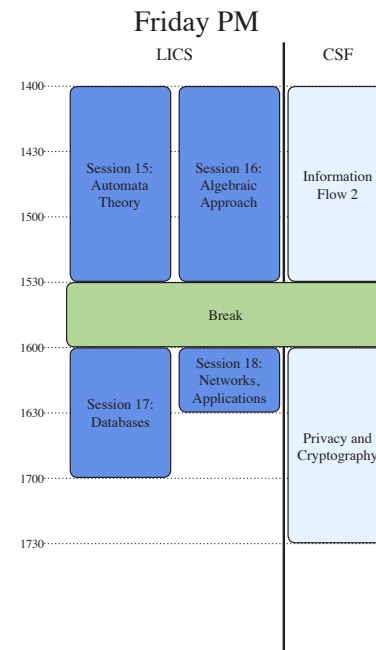 Friday PM
LICS
CSF
1400
1430
1500
1530
1600
1630
1700
1730
Session 15:
Automata
Theory
Session 16:
Algebraic
Approach
Information
Flow 2
Break
Session 17:
Databases
Session 18:
Networks,
Applications
Privacy and
Cryptography